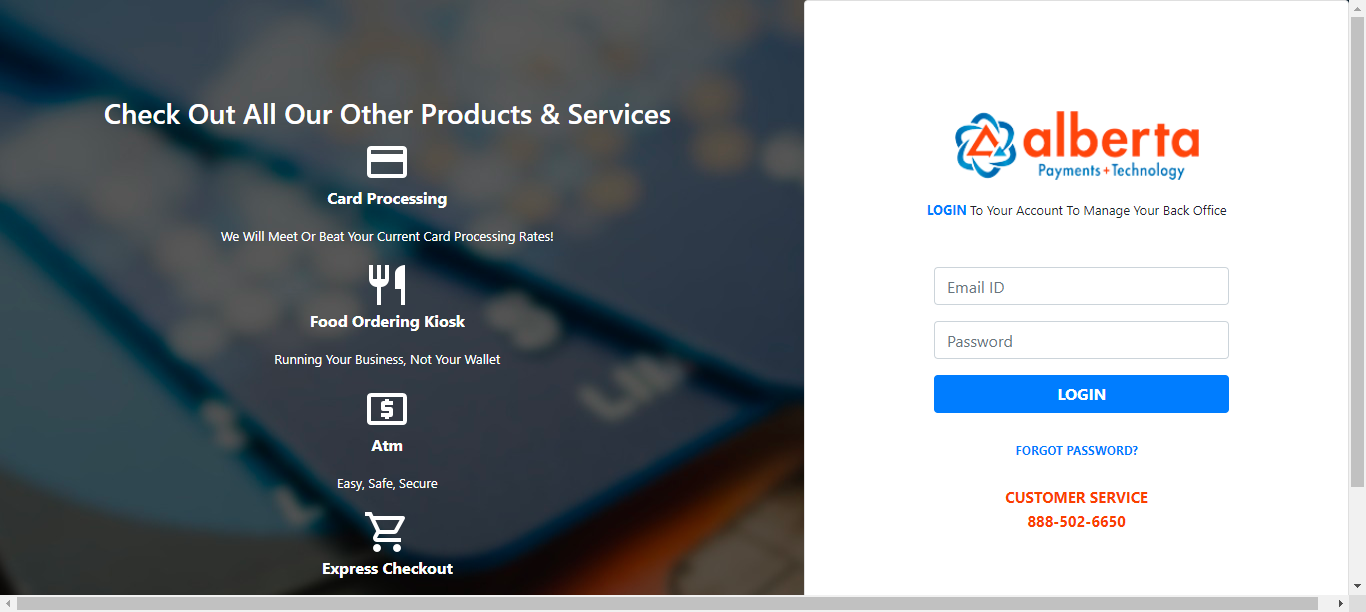 Check Out All Our Other Products & Services
Card Processing
We Will Meet Or Beat Your Current Card Processing Rates!
Food Ordering Kiosk
Running Your Business, Not Your Wallet
Atm
Easy, Safe, Secure
Express Checkout
alberta
Payments+Technology
LOGIN To Your Account To Manage Your Back Office
Email ID
Password
LOGIN
FORGOT PASSWORD?
CUSTOMER SERVICE
888-502-6650